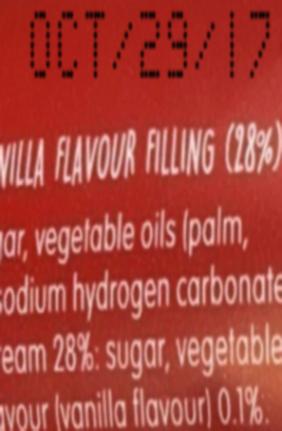 OCT/29/17
NILLA FLAVOUR FILLING (28%)
gar, vegetable oils (palm,
sodium hydrogen carbonate
ream 28%: sugar, vegetable
avour (vanilla flavour) 0.1%.